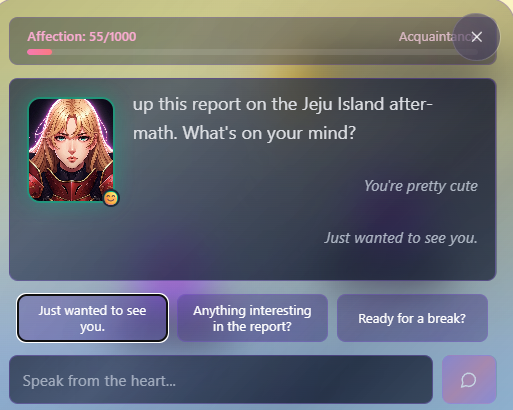 Affection: 55/1000
Acquaintance
up this report on the Jeju Island after-
math. What's on your mind?
You're pretty cute
Just wanted to see you.
Just wanted to see
you.
Anything interesting
in the report?
Ready for a break?
Speak from the heart...